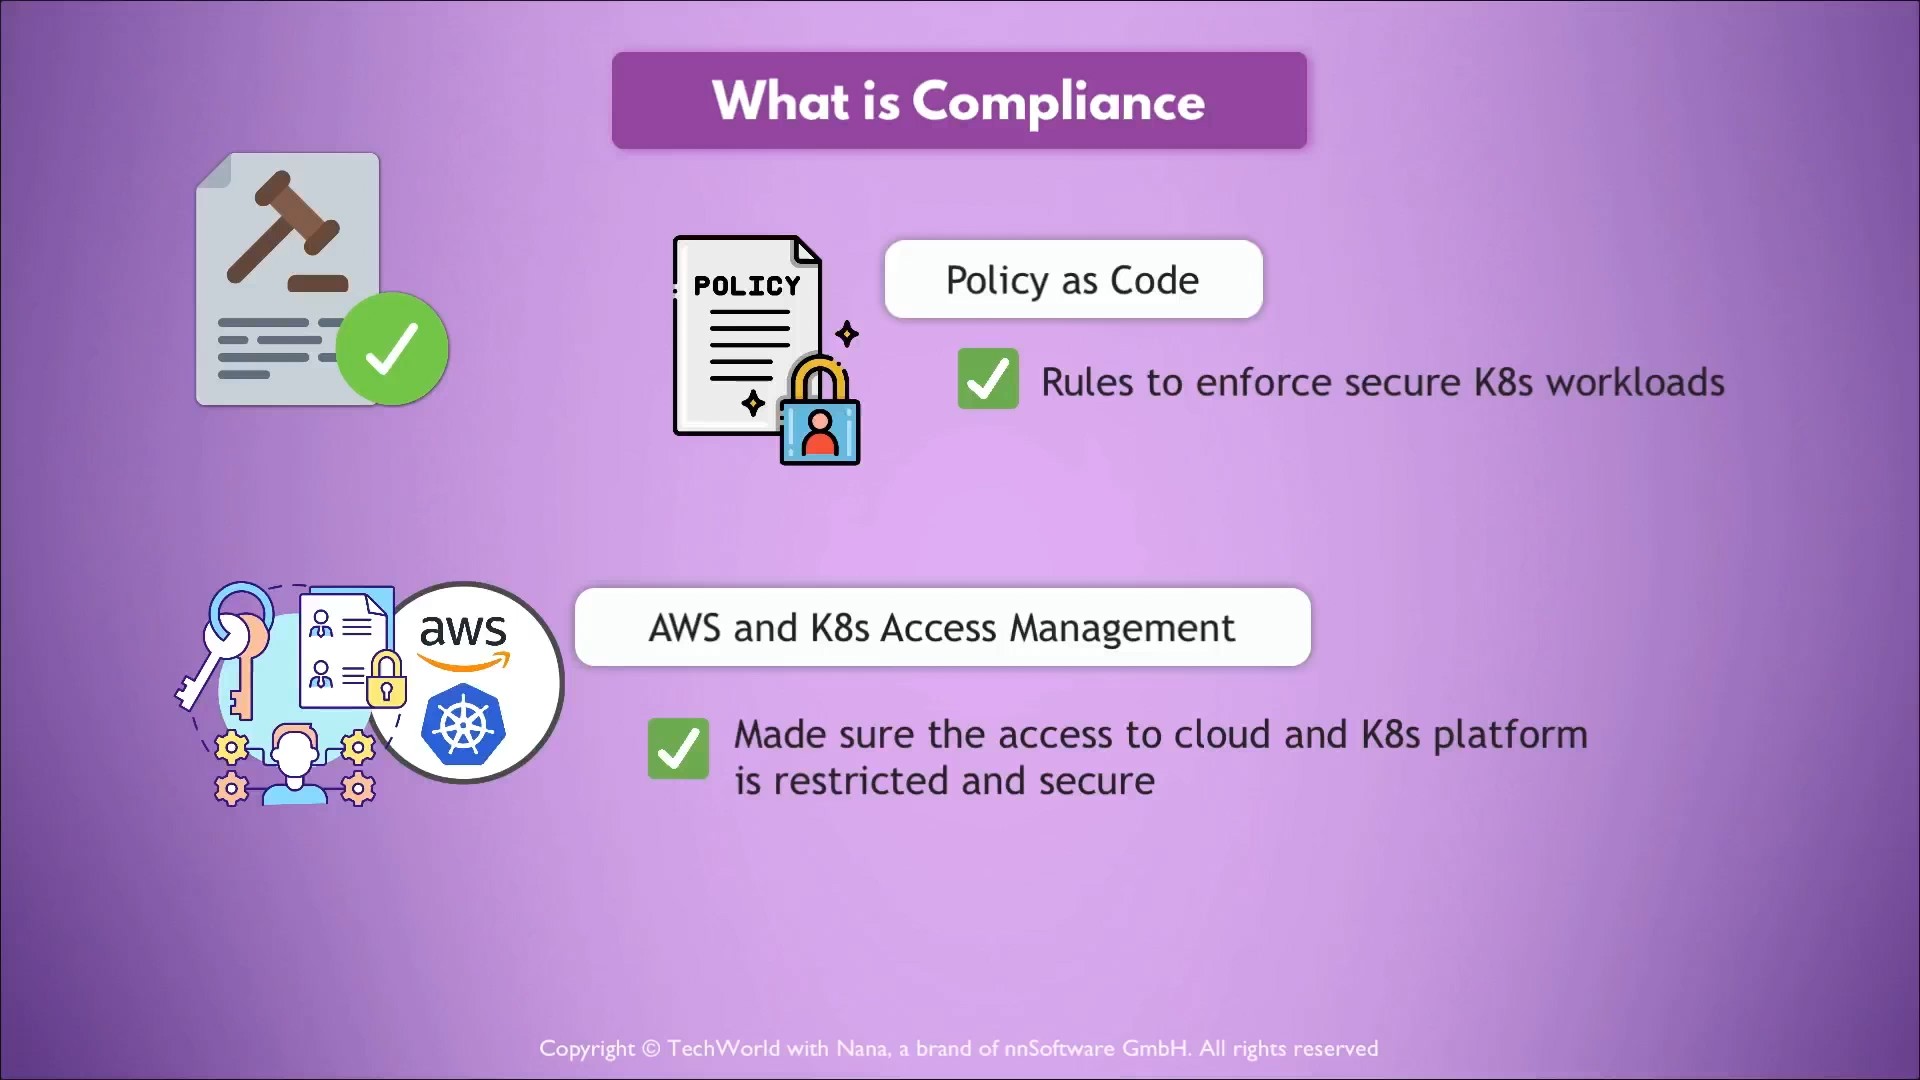 What is Compliance
POLICY
Policy as Code
Rules to enforce secure K8s workloads
aws
AWS and K8s Access Management
Made sure the access to cloud and K8s platform
is restricted and secure
Copyright © TechWorld with Nana, a brand of nnSoftware GmbH. All rights reserved